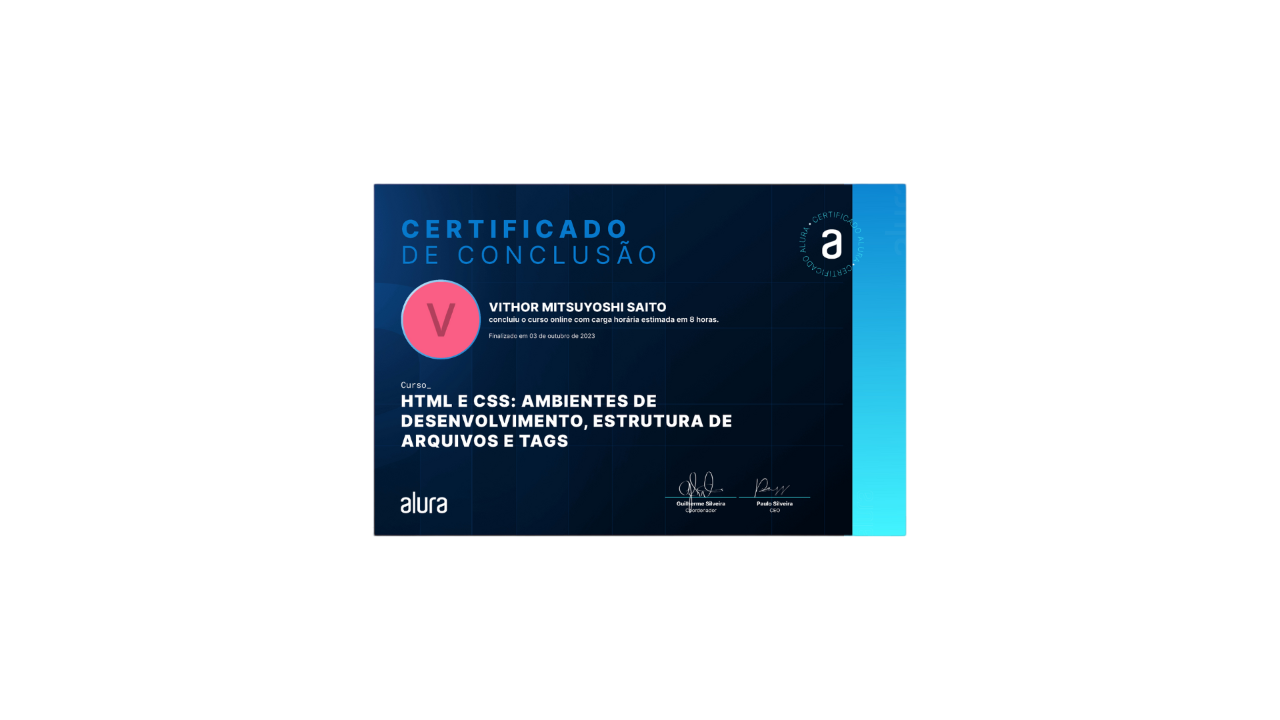 CERTIFICADO
DE CONCLUSÃO
• CERTIFICADO ALURA • CERTIFICADO ALURA
a
alura
V
VITHOR MITSUYOSHI SAITO
concluiu o curso online com carga horária estimada em 8 horas.
Finalizado em 03 de outubro de 2023
Curso_
HTML E CSS: AMBIENTES DE
DESENVOLVIMENTO, ESTRUTURA DE
ARQUIVOS E TAGS
alura
Guilherme Silveira
Coordenador
Paulo Silveira
CEO